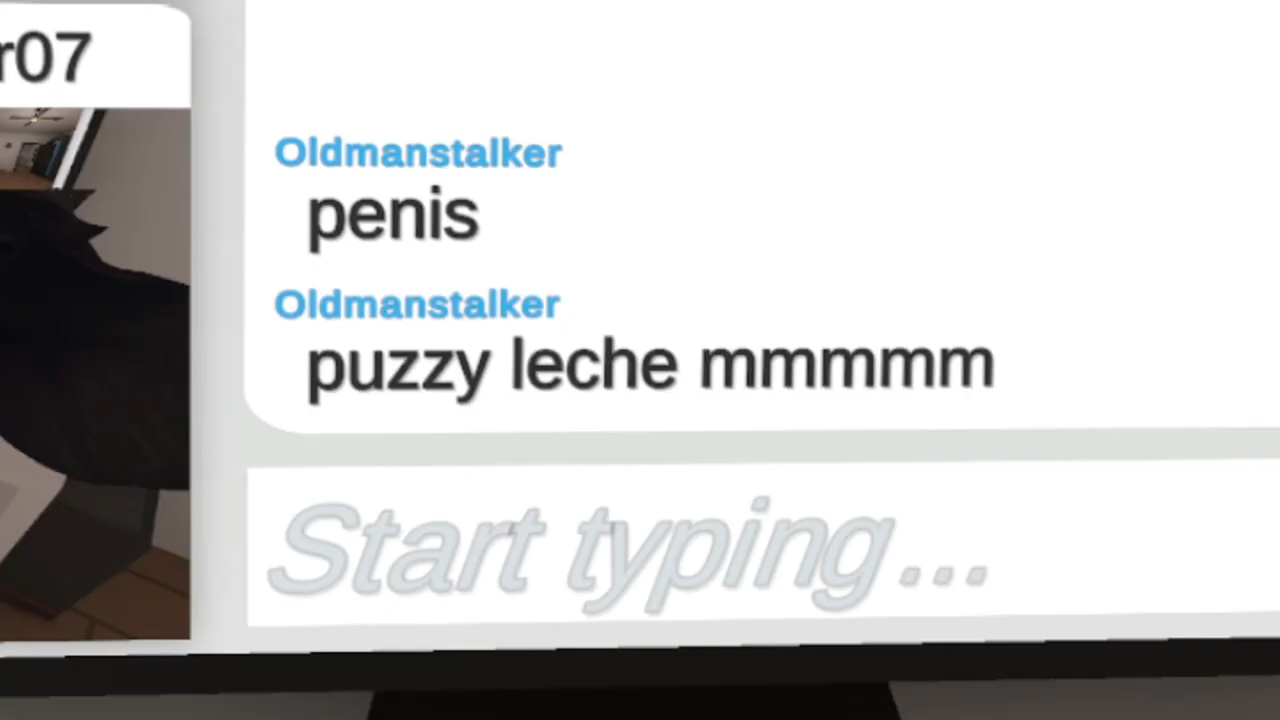 r07
Oldmanstalker
penis
Oldmanstalker
puzzy leche mmmmm
Start typing...